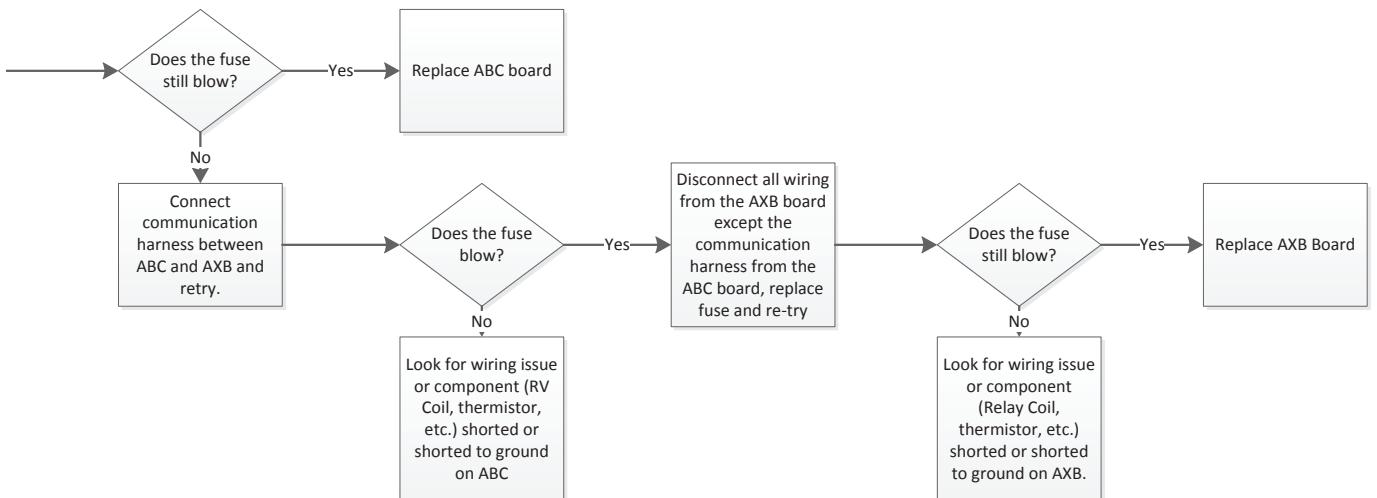 Does the fuse
still blow?
Yes
Replace ABC board
No
Connect
communication
harness between
ABC and AXB and
retry.
Does the fuse
blow?
Yes
Disconnect all wiring
from the AXB board
except the
communication
harness from the
ABC board, replace
fuse and re-try
Does the fuse
still blow?
Yes
Replace AXB Board
No
Look for wiring issue
or component (RV
Coil, thermistor,
etc.) shorted or
shorted to ground
on ABC
No
Look for wiring issue
or component
(Relay Coil,
thermistor, etc.)
shorted or shorted
to ground on AXB.